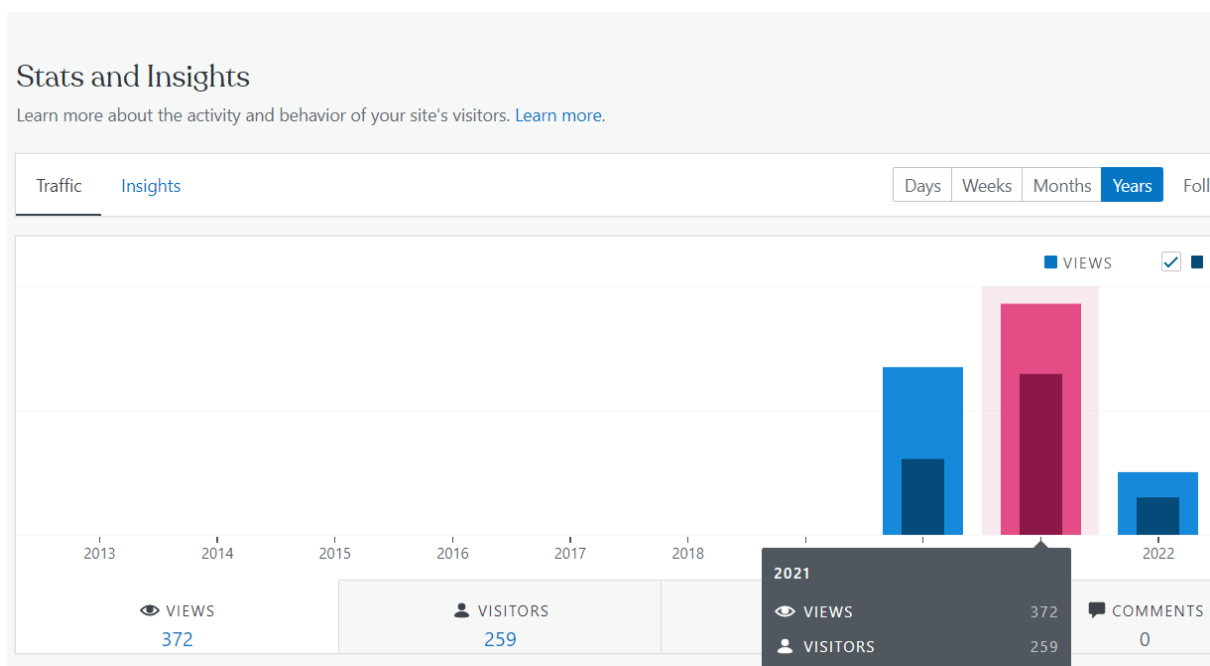 Stats and Insights
Learn more about the activity and behavior of your site's visitors. Learn more.
Traffic Insights Days Weeks Months Years Foll
VIEWS
2013 2014 2015 2016 2017 2018 2022
2021
VIEWS 372
VISITORS 259
VIEWS
372
VISITORS
259
COMMENTS
0